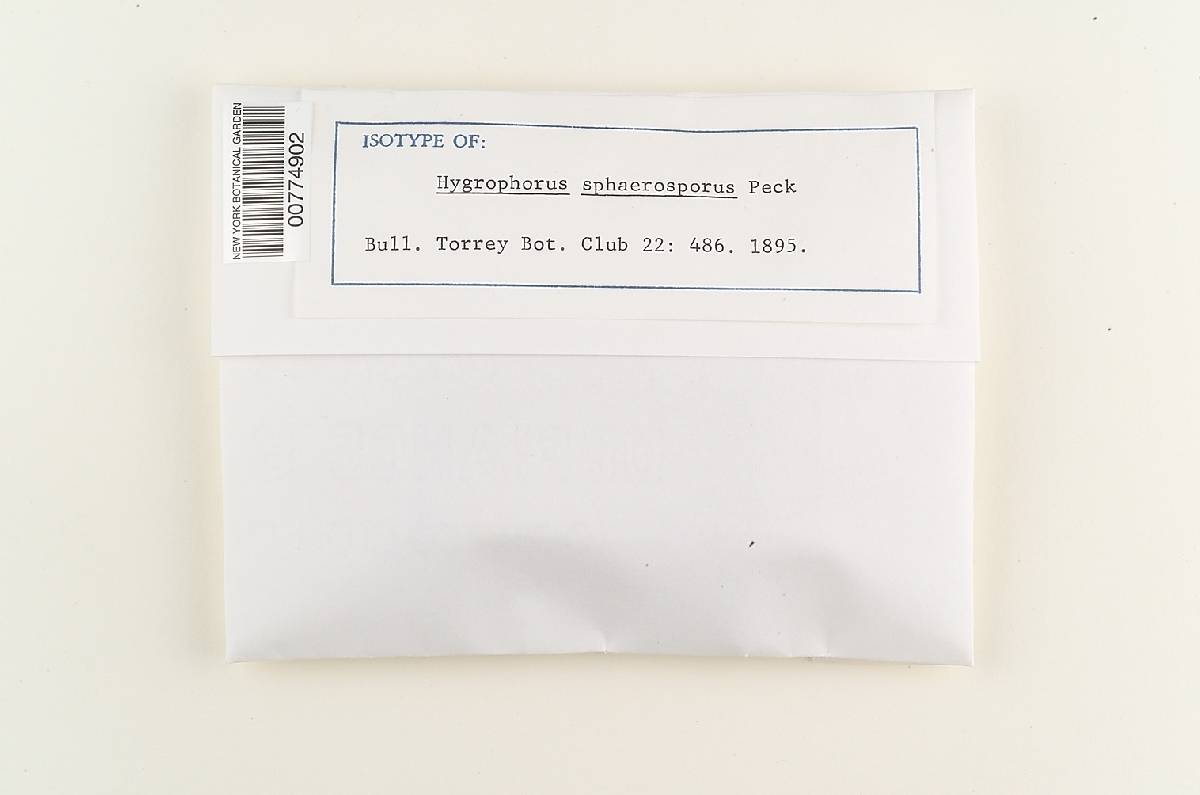 NEW YORK BOTANICAL GARDEN
00774902
ISOTYPE OF:
Hygrophorus sphaerosporus Peck
Bull. Torrey Bot. Club 22: 486. 1895.